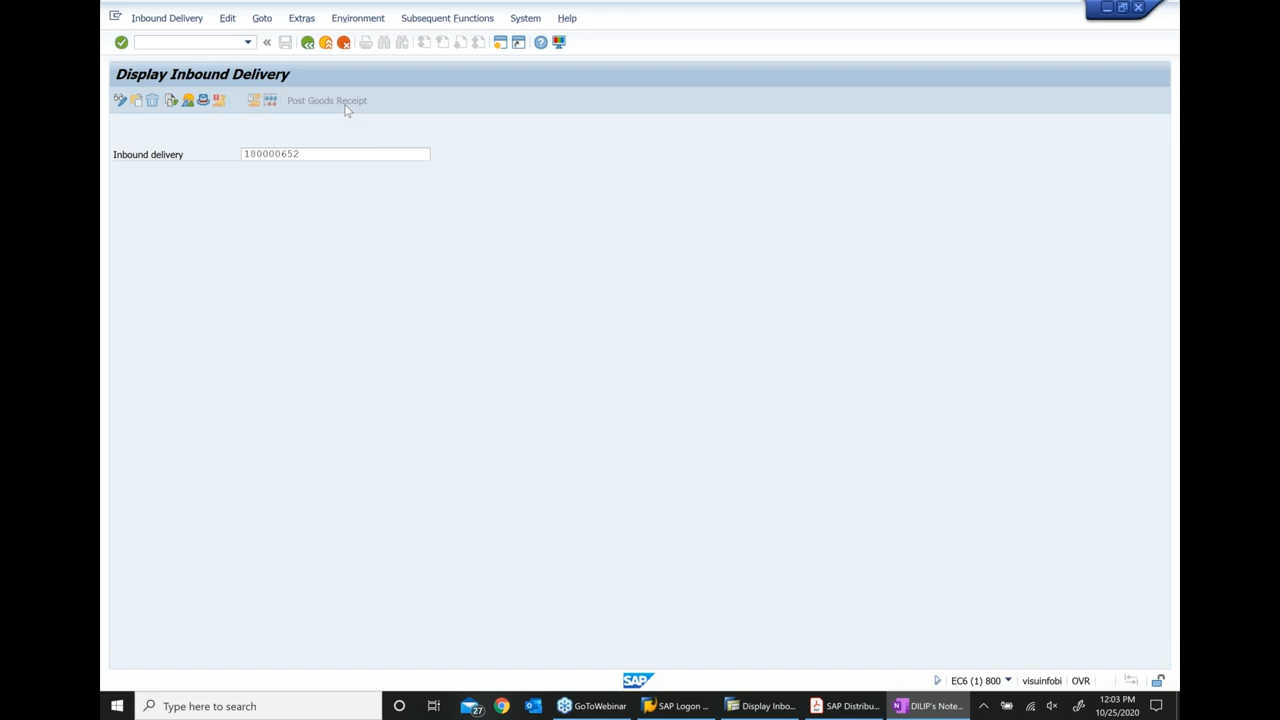 Inbound Delivery Edit Goto Extras Environment Subsequent Functions System Help
Display Inbound Delivery
Post Goods Receipt
Inbound delivery 180000652
SAP
EC6 (1) 800 visuinfobi OVR
Type here to search
27
GoToWebinar
SAP Logon ...
Display Inbo...
SAP Distribu...
DILIP's Note...
12:03 PM
10/25/2020